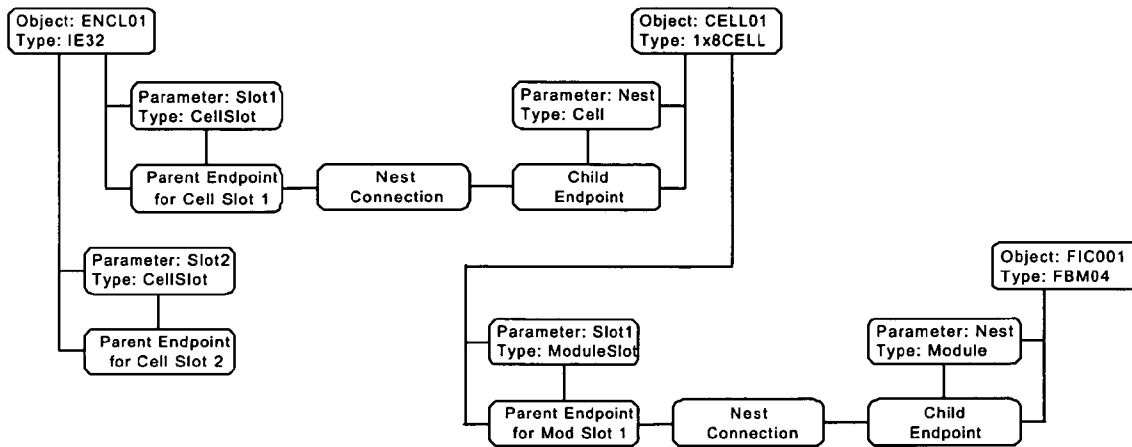 Object: ENCL01
Type: IE32
Object: CELL01
Type: 1x8CELL
Parameter: Slot1
Type: CellSlot
Parameter: Nest
Type: Cell
Parent Endpoint
for Cell Slot 1
Nest
Connection
Child
Endpoint
Parameter: Slot2
Type: CellSlot
Object: FIC001
Type: FBM04
Parent Endpoint
for Cell Slot 2
Parameter: Slot1
Type: ModuleSlot
Parameter: Nest
Type: Module
Parent Endpoint
for Mod Slot 1
Nest
Connection
Child
Endpoint